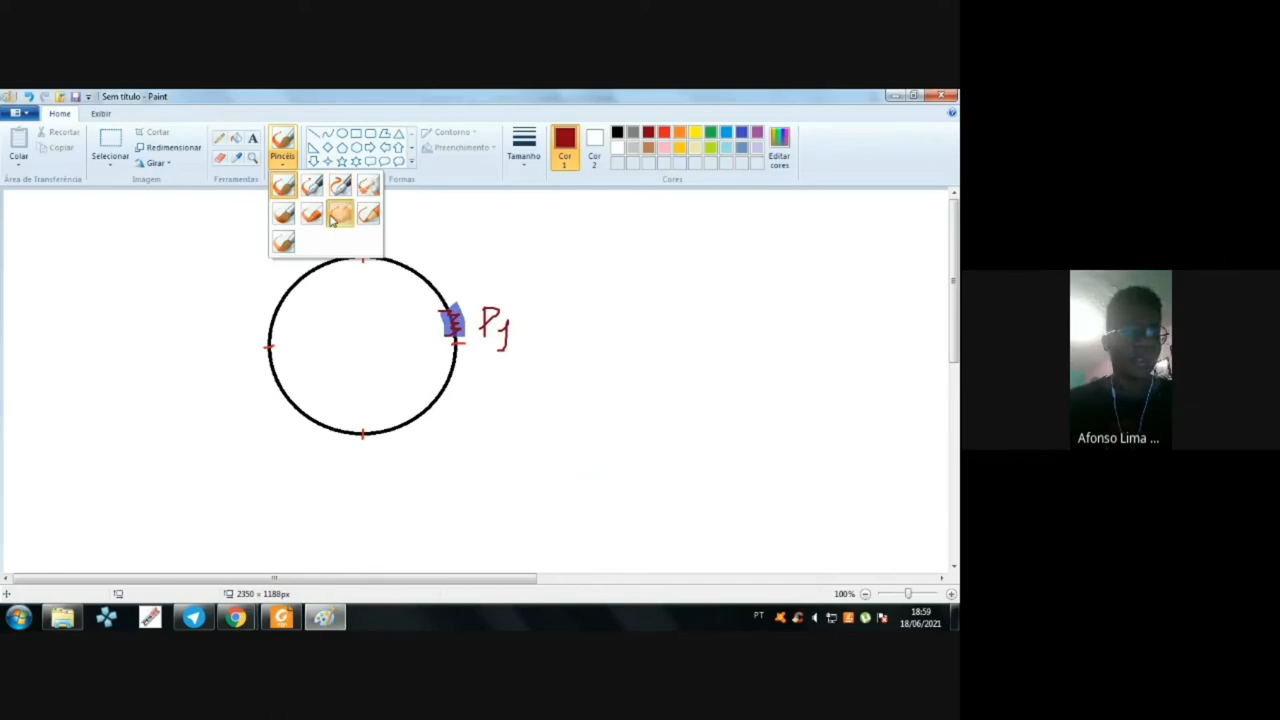 Sem título - Paint
Home Exibir
Colar
Recortar
Copiar
Área de Transferência
Selecionar
Cortar
Redimensionar
Girar
Imagem
Ferramentas
Pincéis
Contorno
Preenchimento
Formas
Tamanho
Cor 1
Cor 2
Editar cores
Cores
P1
Afonso Lima ...
2350 × 1188px
100%
PT
18:59
18/06/2021